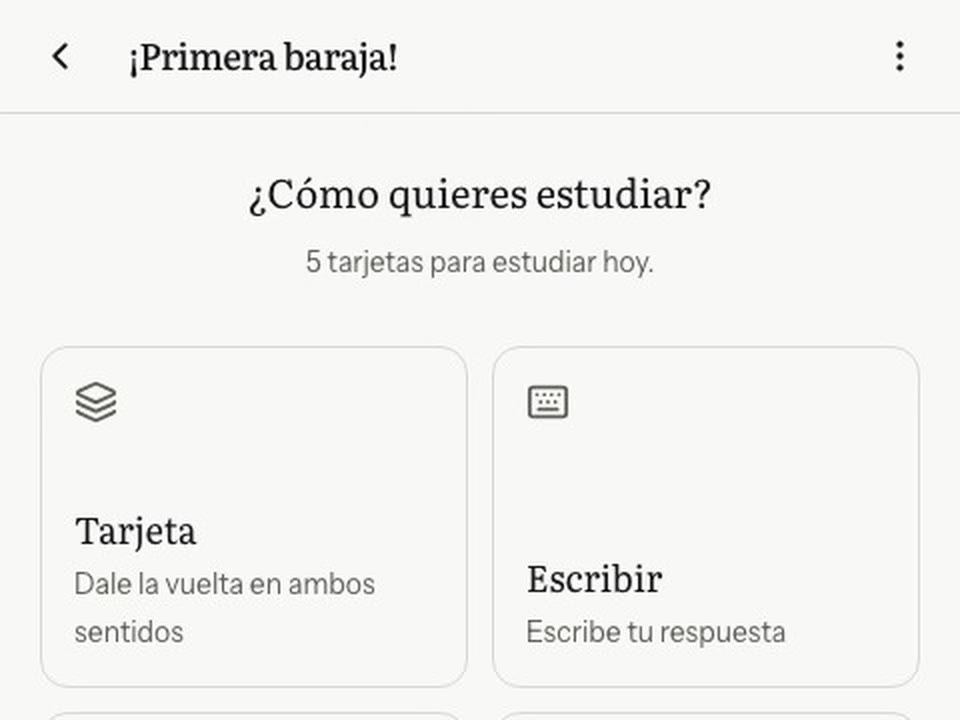 ¡Primera baraja!
¿Cómo quieres estudiar?
5 tarjetas para estudiar hoy.
Tarjeta
Dale la vuelta en ambos
sentidos
Escribir
Escribe tu respuesta